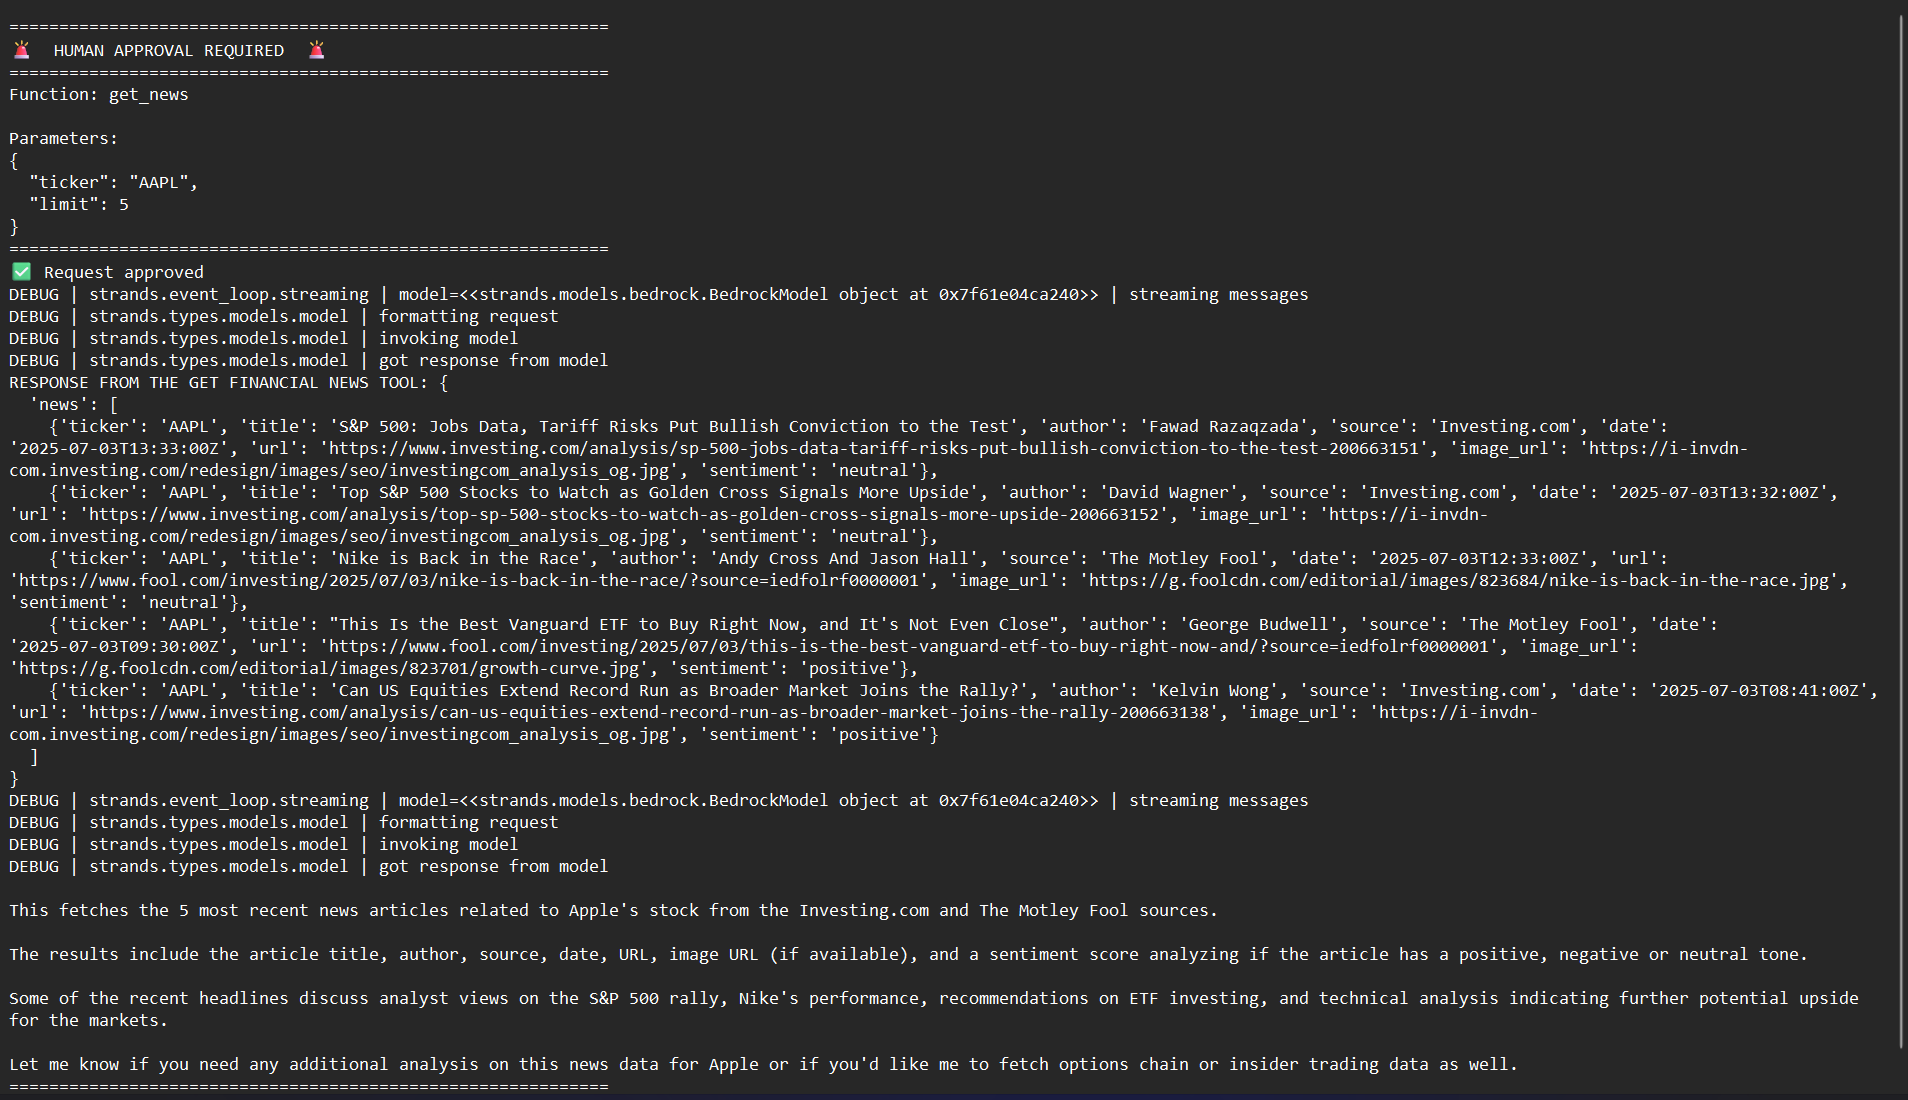 ============================================================
🚨  HUMAN APPROVAL REQUIRED  🚨
============================================================
Function: get_news
Parameters:
{
  "ticker": "AAPL",
  "limit": 5
}
============================================================
✅ Request approved
DEBUG | strands.event_loop.streaming | model=<<strands.models.bedrock.BedrockModel object at 0x7f61e04ca240>> | streaming messages
DEBUG | strands.types.models.model | formatting request
DEBUG | strands.types.models.model | invoking model
DEBUG | strands.types.models.model | got response from model
RESPONSE FROM THE GET FINANCIAL NEWS TOOL: {
  'news': [
    {'ticker': 'AAPL', 'title': 'S&P 500: Jobs Data, Tariff Risks Put Bullish Conviction to the Test', 'author': 'Fawad Razaqzada', 'source': 'Investing.com', 'date':
'2025-07-03T13:33:00Z', 'url': 'https://www.investing.com/analysis/sp-500-jobs-data-tariff-risks-put-bullish-conviction-to-the-test-200663151', 'image_url': 'https://i-invdn-
com.investing.com/redesign/images/seo/investingcom_analysis_og.jpg', 'sentiment': 'neutral'},
    {'ticker': 'AAPL', 'title': 'Top S&P 500 Stocks to Watch as Golden Cross Signals More Upside', 'author': 'David Wagner', 'source': 'Investing.com', 'date': '2025-07-03T13:32:00Z',
'url': 'https://www.investing.com/analysis/top-sp-500-stocks-to-watch-as-golden-cross-signals-more-upside-200663152', 'image_url': 'https://i-invdn-
com.investing.com/redesign/images/seo/investingcom_analysis_og.jpg', 'sentiment': 'neutral'},
    {'ticker': 'AAPL', 'title': 'Nike is Back in the Race', 'author': 'Andy Cross And Jason Hall', 'source': 'The Motley Fool', 'date': '2025-07-03T12:33:00Z', 'url':
'https://www.fool.com/investing/2025/07/03/nike-is-back-in-the-race/?source=iedfolrf0000001', 'image_url': 'https://g.foolcdn.com/editorial/images/823684/nike-is-back-in-the-race.jpg',
'sentiment': 'neutral'},
    {'ticker': 'AAPL', 'title': "This Is the Best Vanguard ETF to Buy Right Now, and It's Not Even Close", 'author': 'George Budwell', 'source': 'The Motley Fool', 'date':
'2025-07-03T09:30:00Z', 'url': 'https://www.fool.com/investing/2025/07/03/this-is-the-best-vanguard-etf-to-buy-right-now-and/?source=iedfolrf0000001', 'image_url':
'https://g.foolcdn.com/editorial/images/823701/growth-curve.jpg', 'sentiment': 'positive'},
    {'ticker': 'AAPL', 'title': 'Can US Equities Extend Record Run as Broader Market Joins the Rally?', 'author': 'Kelvin Wong', 'source': 'Investing.com', 'date': '2025-07-03T08:41:00Z',
'url': 'https://www.investing.com/analysis/can-us-equities-extend-record-run-as-broader-market-joins-the-rally-200663138', 'image_url': 'https://i-invdn-
com.investing.com/redesign/images/seo/investingcom_analysis_og.jpg', 'sentiment': 'positive'}
  ]
}
DEBUG | strands.event_loop.streaming | model=<<strands.models.bedrock.BedrockModel object at 0x7f61e04ca240>> | streaming messages
DEBUG | strands.types.models.model | formatting request
DEBUG | strands.types.models.model | invoking model
DEBUG | strands.types.models.model | got response from model
This fetches the 5 most recent news articles related to Apple's stock from the Investing.com and The Motley Fool sources.
The results include the article title, author, source, date, URL, image URL (if available), and a sentiment score analyzing if the article has a positive, negative or neutral tone.
Some of the recent headlines discuss analyst views on the S&P 500 rally, Nike's performance, recommendations on ETF investing, and technical analysis indicating further potential upside
for the markets.
Let me know if you need any additional analysis on this news data for Apple or if you'd like me to fetch options chain or insider trading data as well.
============================================================